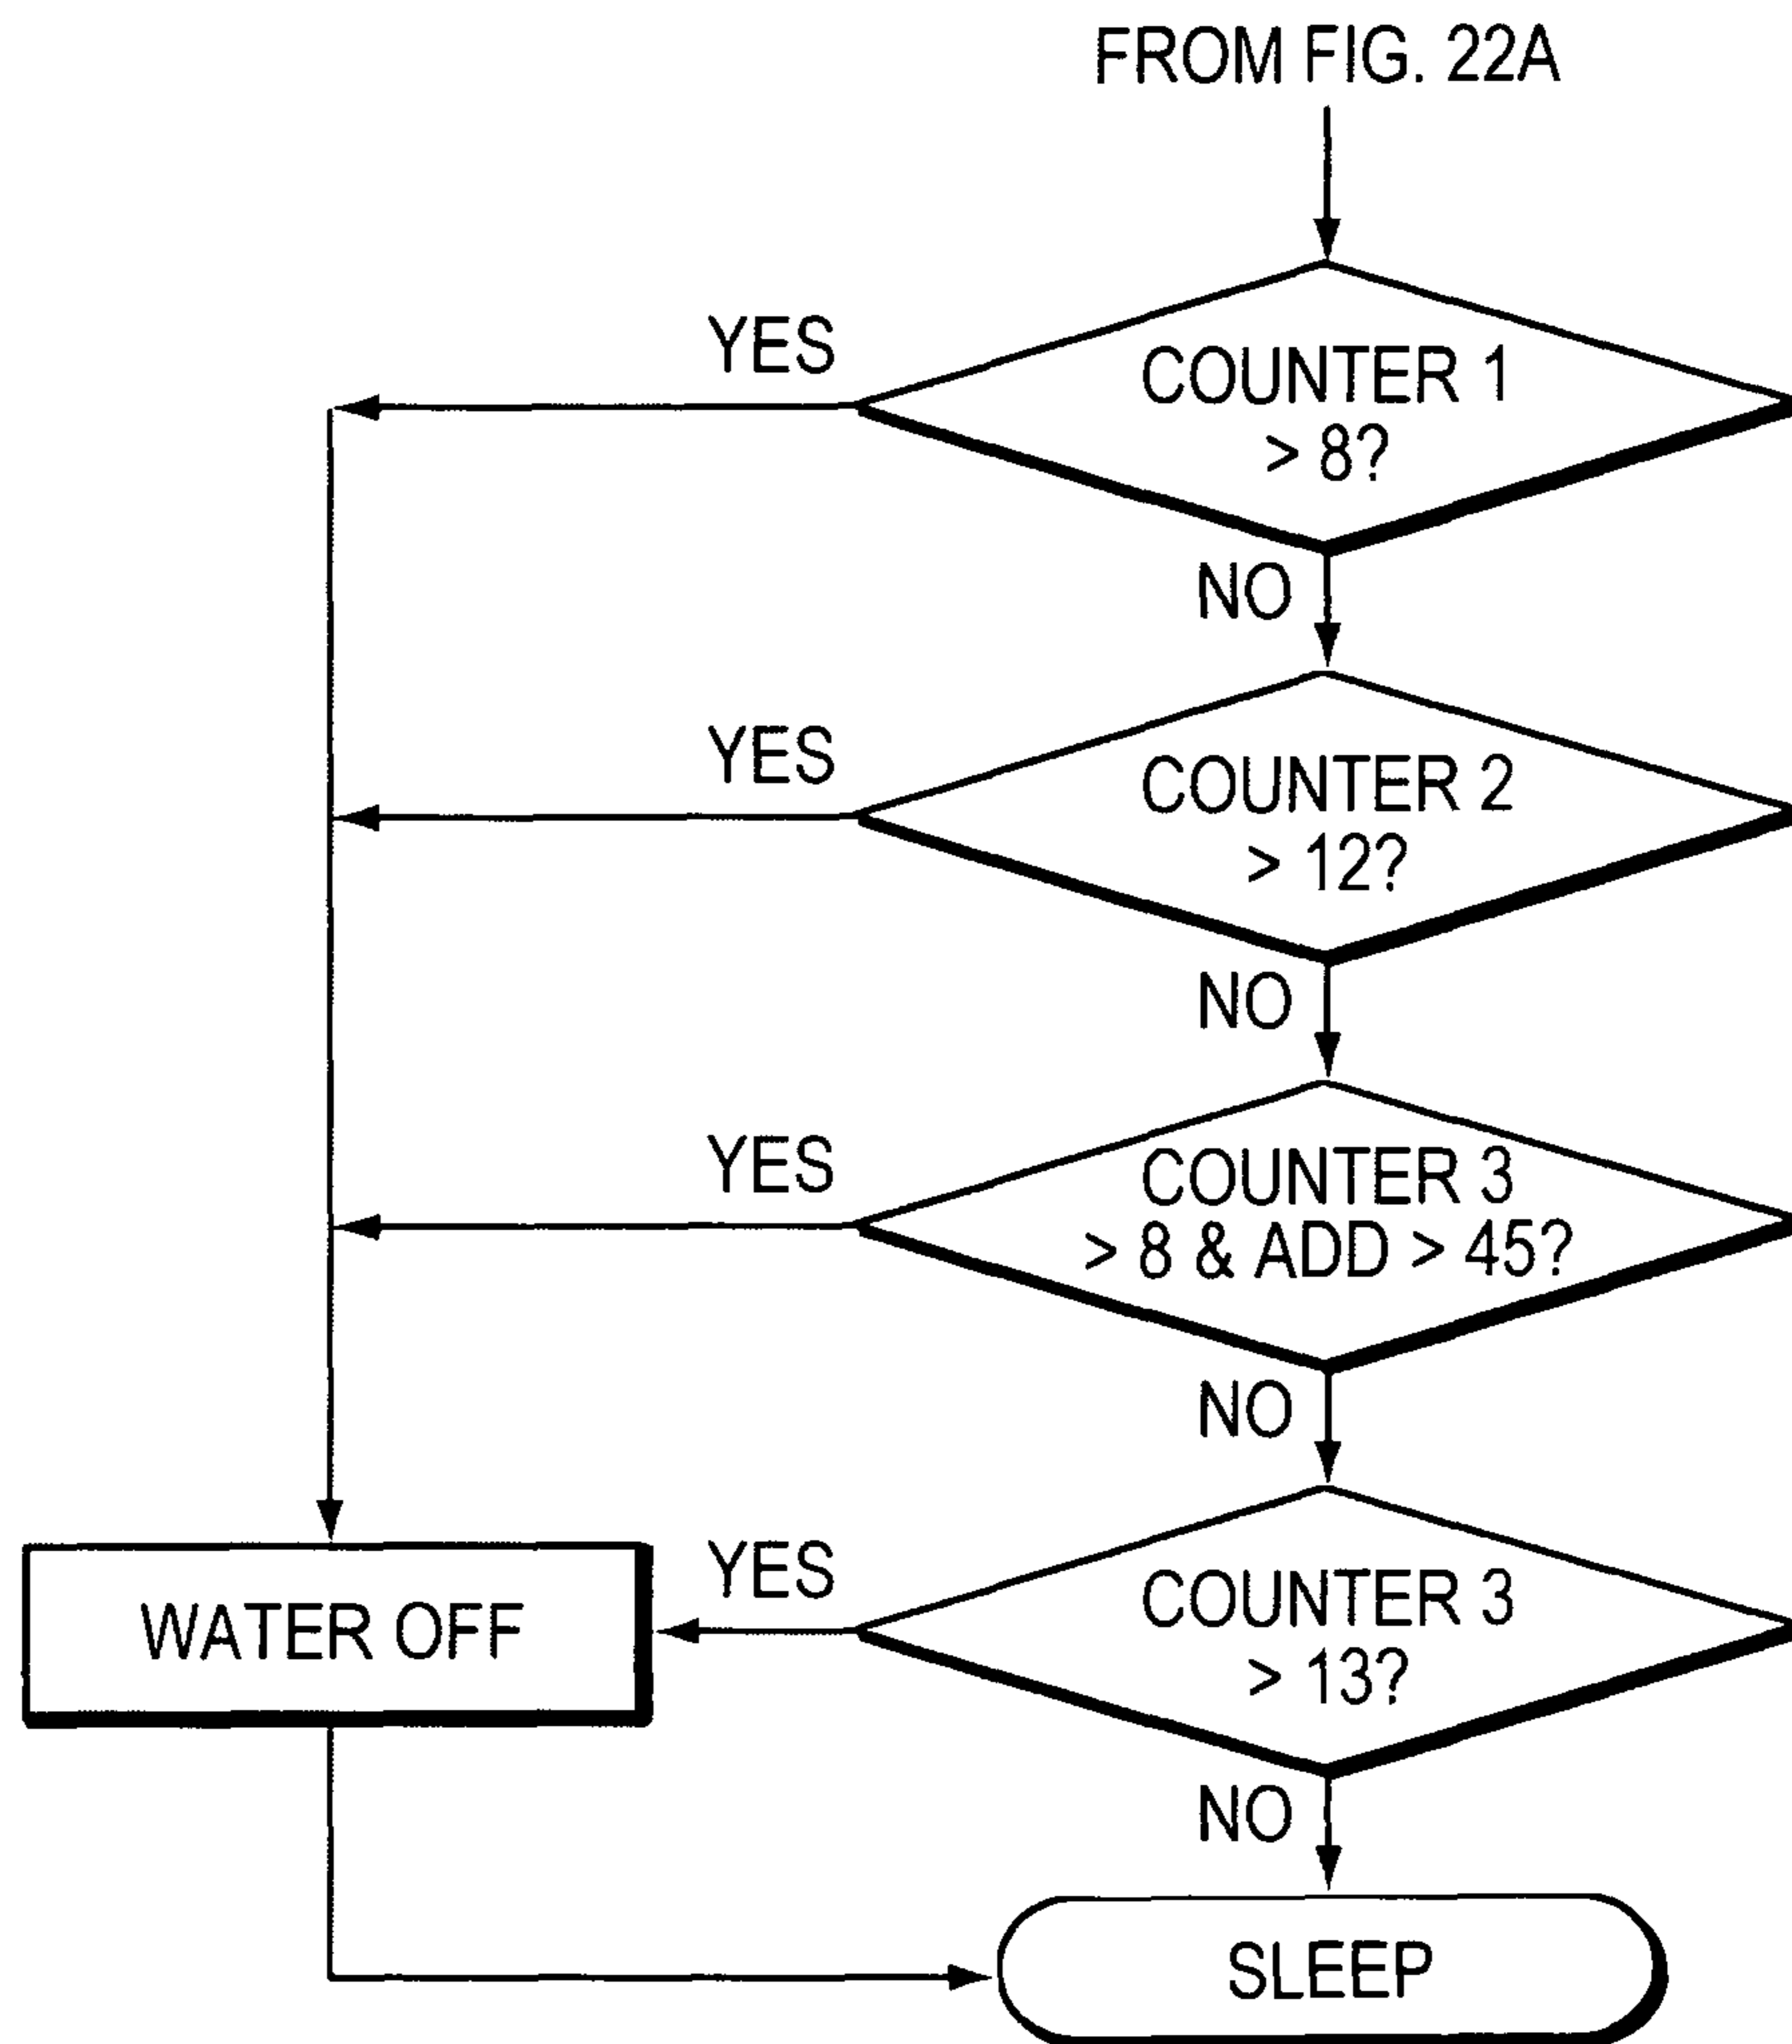 FROM FIG. 22A
YES
COUNTER 1
> 8?
NO
YES
COUNTER 2
> 12?
NO
YES
COUNTER 3
> 8 & ADD > 45?
NO
YES
COUNTER 3
> 13?
WATER OFF
NO
SLEEP